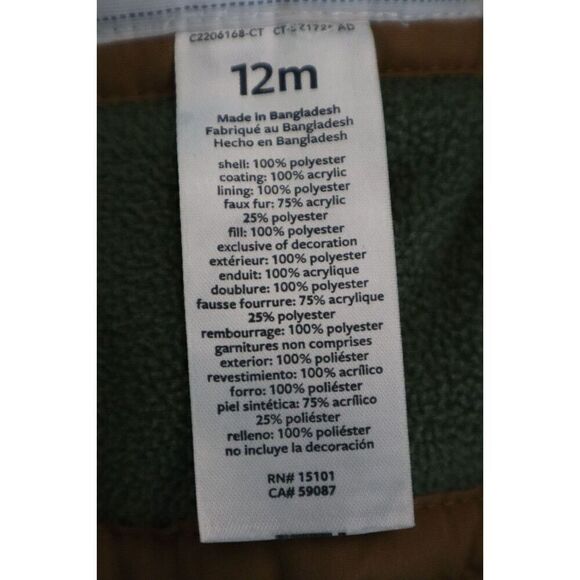 C2206168-CT
12m
Made in Bangladesh
Fabriqué au Bangladesh
Hecho en Bangladesh
shell: 100% polyester
coating: 100% acrylic
lining: 100% polyester
faux fur: 75% acrylic
25% polyester
fill: 100% polyester
exclusive of decoration
extérieur: 100% polyester
enduit: 100% acrylique
doublure: 100% polyester
fausse fourrure: 75% acrylique
25% polyester
rembourrage: 100% polyester
garnitures non comprises
exterior: 100% poliéster
revestimiento: 100% acrílico
forro: 100% poliéster
piel sintética: 75% acrílico
25% poliéster
relleno: 100% poliéster
no incluye la decoración
RN# 15101
CA# 59087